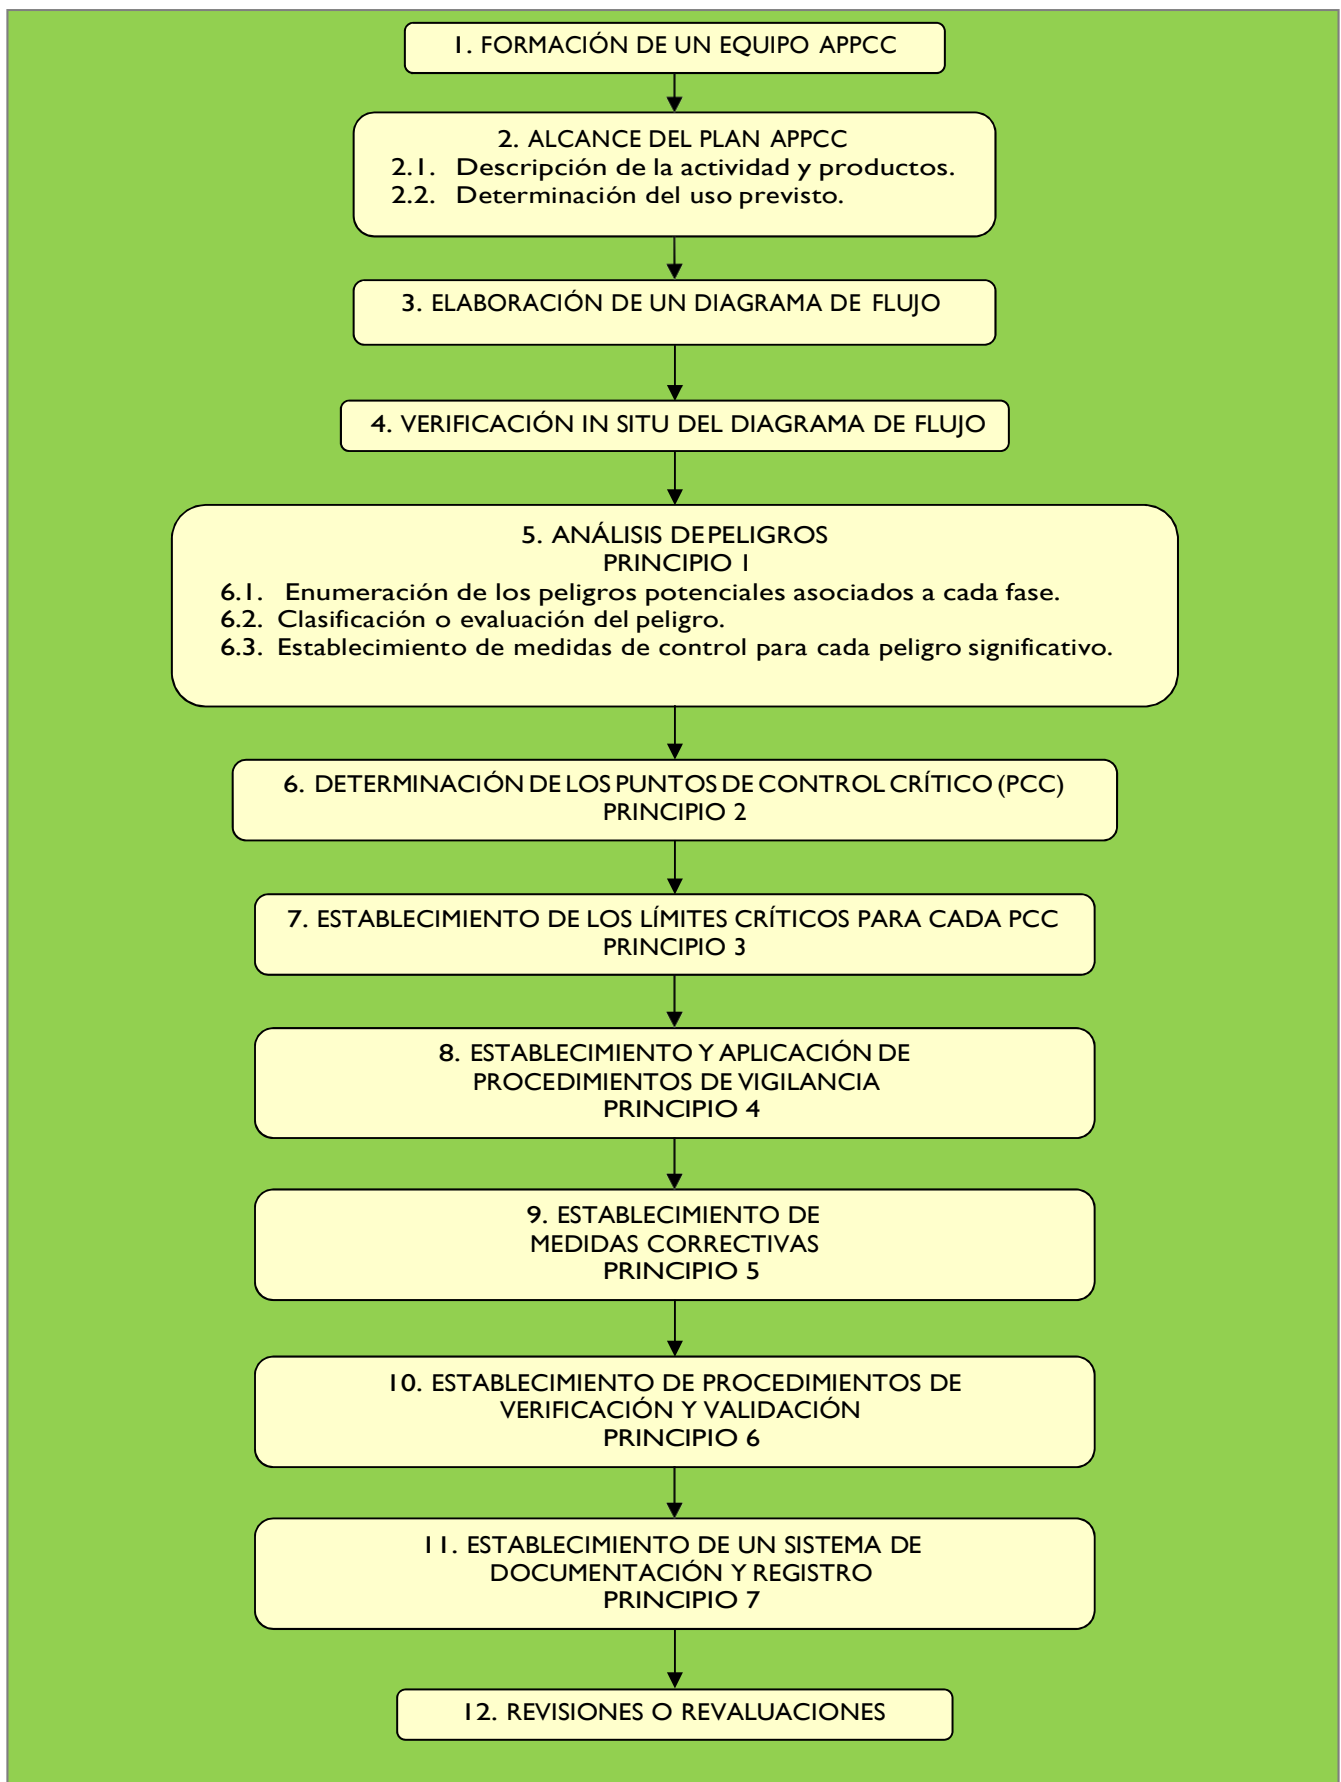 1. FORMACIÓN DE UN EQUIPO APPCC
2. ALCANCE DEL PLAN APPCC
2.1. Descripción de la actividad y productos.
2.2. Determinación del uso previsto.
3. ELABORACIÓN DE UN DIAGRAMA DE FLUJO
4. VERIFICACIÓN IN SITU DEL DIAGRAMA DE FLUJO
5. ANÁLISIS DE PELIGROS
PRINCIPIO 1
6.1. Enumeración de los peligros potenciales asociados a cada fase.
6.2. Clasificación o evaluación del peligro.
6.3. Establecimiento de medidas de control para cada peligro significativo.
6. DETERMINACIÓN DE LOS PUNTOS DE CONTROL CRÍTICO (PCC)
PRINCIPIO 2
7. ESTABLECIMIENTO DE LOS LÍMITES CRÍTICOS PARA CADA PCC
PRINCIPIO 3
8. ESTABLECIMIENTO Y APLICACIÓN DE
PROCEDIMIENTOS DE VIGILANCIA
PRINCIPIO 4
9. ESTABLECIMIENTO DE
MEDIDAS CORRECTIVAS
PRINCIPIO 5
10. ESTABLECIMIENTO DE PROCEDIMIENTOS DE
VERIFICACIÓN Y VALIDACIÓN
PRINCIPIO 6
11. ESTABLECIMIENTO DE UN SISTEMA DE
DOCUMENTACIÓN Y REGISTRO
PRINCIPIO 7
12. REVISIONES O REVALUACIONES